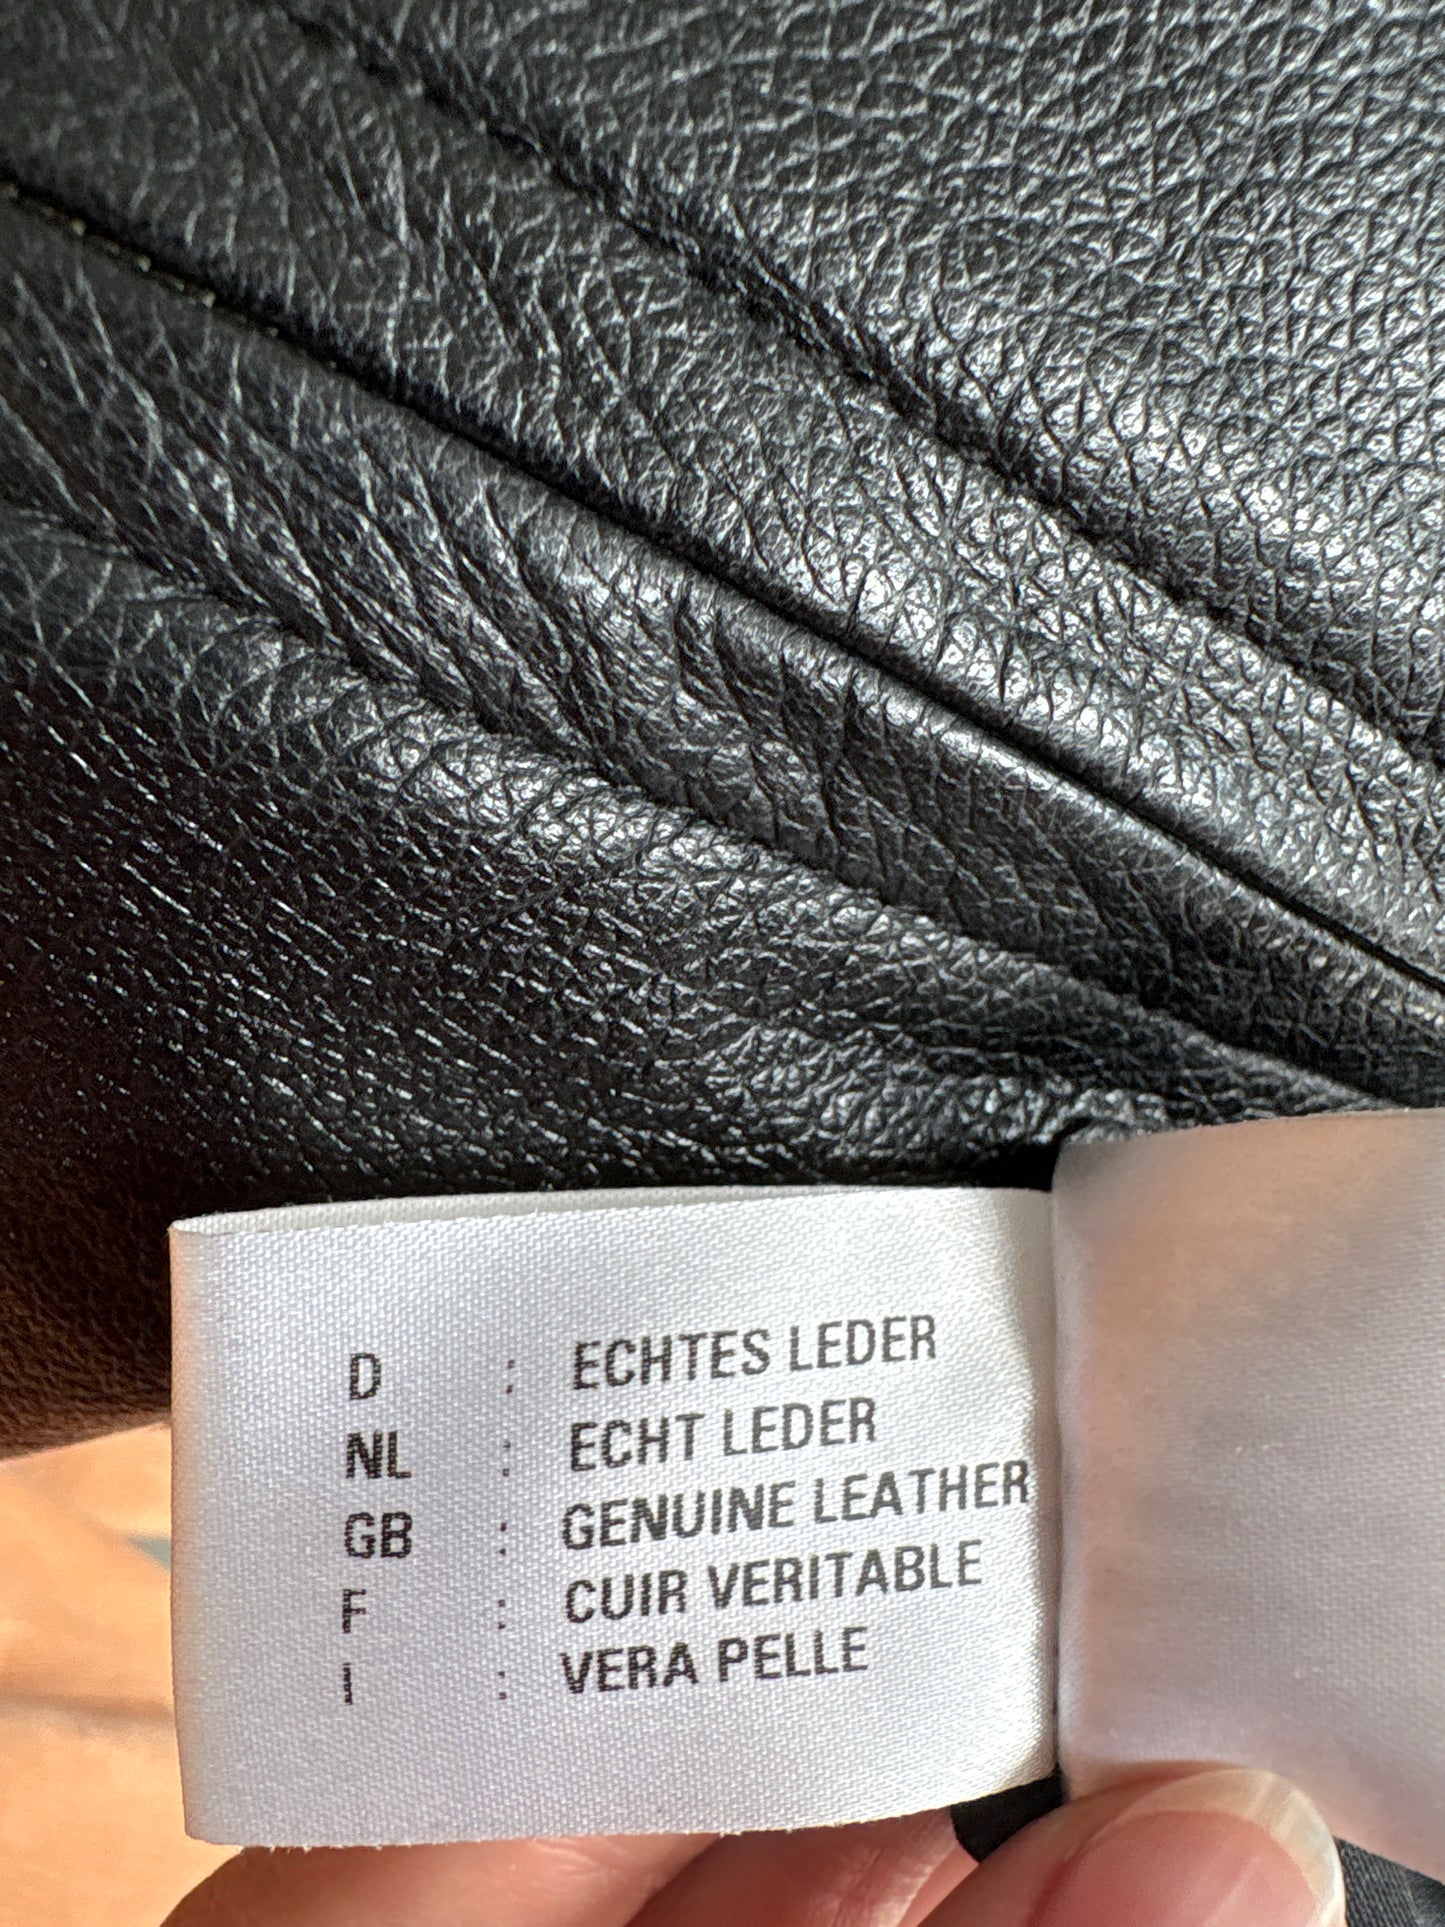 D : ECHTES LEDER
NL : ECHT LEDER
GB : GENUINE LEATHER
F : CUIR VERITABLE
I : VERA PELLE